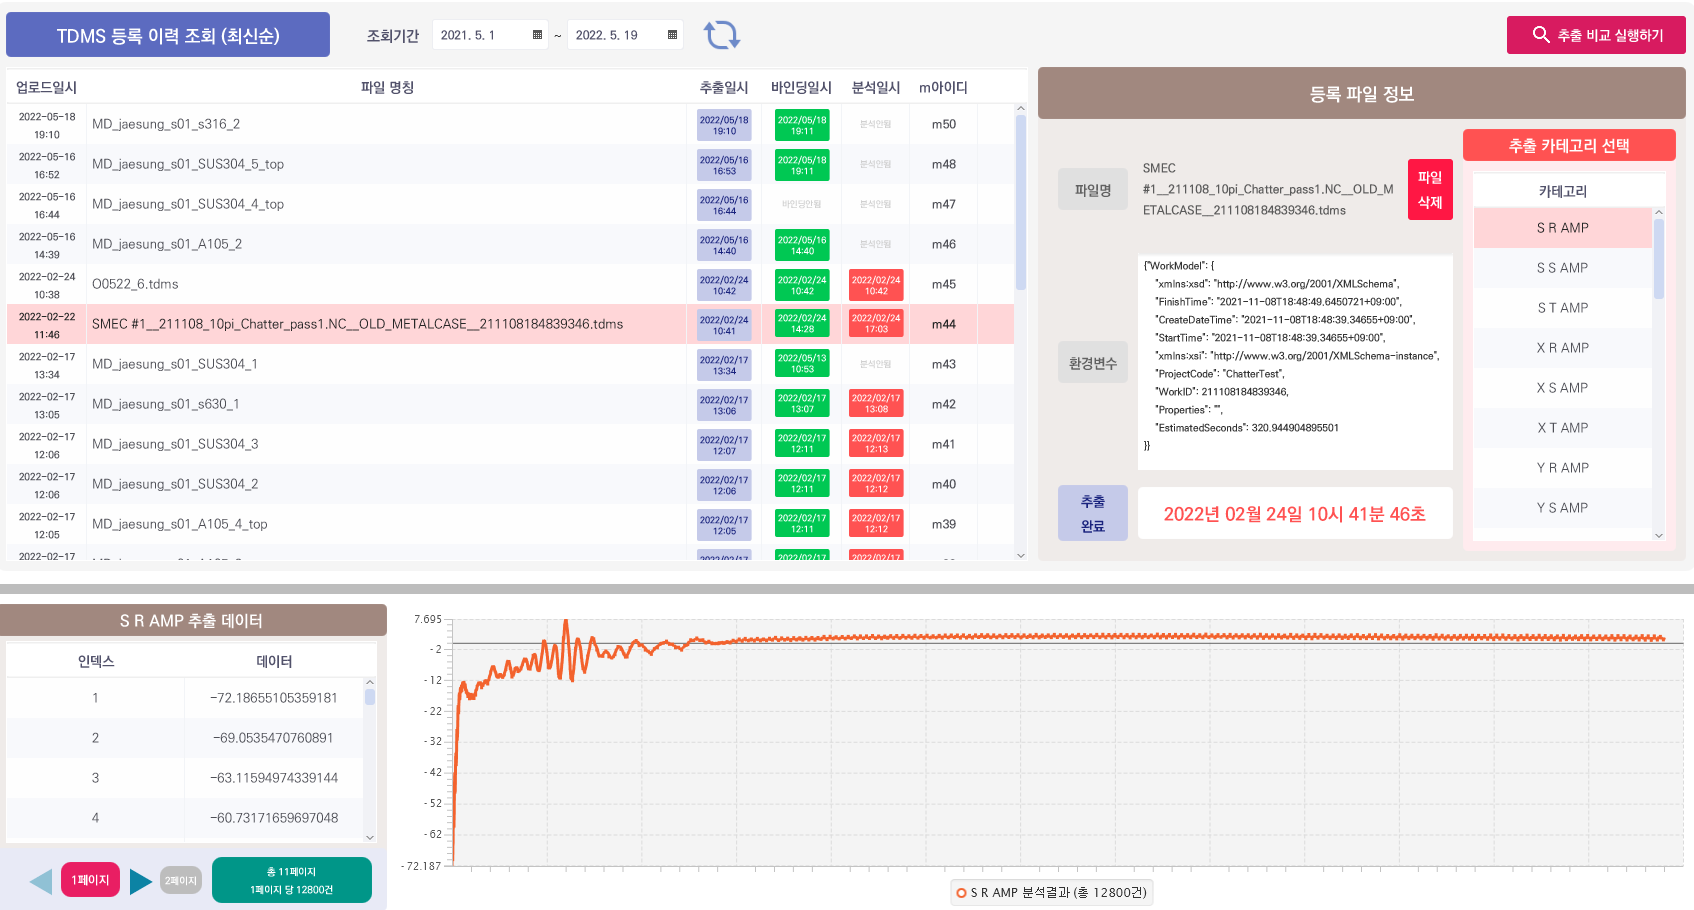 TDMS 등록 이력 조회 (최신순)
조회기간
2021. 5. 1
~
2022. 5. 19
추출 비교 실행하기
업로드일시 파일 명칭 추출일시 바인딩일시 분석일시 m아이디
2022-05-18 19:10 MD_jaesung_s01_s316_2 2022/05/18 19:10 2022/05/18 19:11 분석안됨 m50
2022-05-16 16:52 MD_jaesung_s01_SUS304_5_top 2022/05/16 16:53 2022/05/18 19:11 분석안됨 m48
2022-05-16 16:44 MD_jaesung_s01_SUS304_4_top 2022/05/16 16:44 바인딩안됨 분석안됨 m47
2022-05-16 14:39 MD_jaesung_s01_A105_2 2022/05/16 14:40 2022/05/16 14:40 분석안됨 m46
2022-02-24 10:38 O0522_6.tdms 2022/02/24 10:42 2022/02/24 10:42 2022/02/24 10:42 m45
2022-02-22 11:46 SMEC #1__211108_10pi_Chatter_pass1.NC__OLD_METALCASE__211108184839346.tdms 2022/02/24 10:41 2022/02/24 14:28 2022/02/24 17:03 m44
2022-02-17 13:34 MD_jaesung_s01_SUS304_1 2022/02/17 13:34 2022/05/13 10:53 분석안됨 m43
2022-02-17 13:05 MD_jaesung_s01_s630_1 2022/02/17 13:06 2022/02/17 13:07 2022/02/17 13:08 m42
2022-02-17 12:06 MD_jaesung_s01_SUS304_3 2022/02/17 12:07 2022/02/17 12:11 2022/02/17 12:13 m41
2022-02-17 12:06 MD_jaesung_s01_SUS304_2 2022/02/17 12:06 2022/02/17 12:11 2022/02/17 12:12 m40
2022-02-17 12:05 MD_jaesung_s01_A105_4_top 2022/02/17 12:05 2022/02/17 12:11 2022/02/17 12:12 m39
2022-02-17 2022/02/17 2022/02/17 2022/02/17
등록 파일 정보
파일명
SMEC
#1__211108_10pi_Chatter_pass1.NC__OLD_M
ETALCASE__211108184839346.tdms
파일
삭제
환경변수
{"WorkModel": {
"xmlns:xsd": "http://www.w3.org/2001/XMLSchema",
"FinishTime": "2021-11-08T18:48:49.6450721+09:00",
"CreateDateTime": "2021-11-08T18:48:39.34655+09:00",
"StartTime": "2021-11-08T18:48:39.34655+09:00",
"xmlns:xsi": "http://www.w3.org/2001/XMLSchema-instance",
"ProjectCode": "ChatterTest",
"WorkID": 211108184839346,
"Properties": "",
"EstimatedSeconds": 320.944904895501
}}
추출
완료
2022년 02월 24일 10시 41분 46초
추출 카테고리 선택
카테고리
S R AMP
S S AMP
S T AMP
X R AMP
X S AMP
X T AMP
Y R AMP
Y S AMP
S R AMP 추출 데이터
인덱스 데이터
1 -72.18655105359181
2 -69.0535470760891
3 -63.11594974339144
4 -60.73171659697048
1페이지
2페이지
총 11페이지
1페이지 당 12800건
7.695
-2
-12
-22
-32
-42
-52
-62
-72.187
S R AMP 분석결과 (총 12800건)